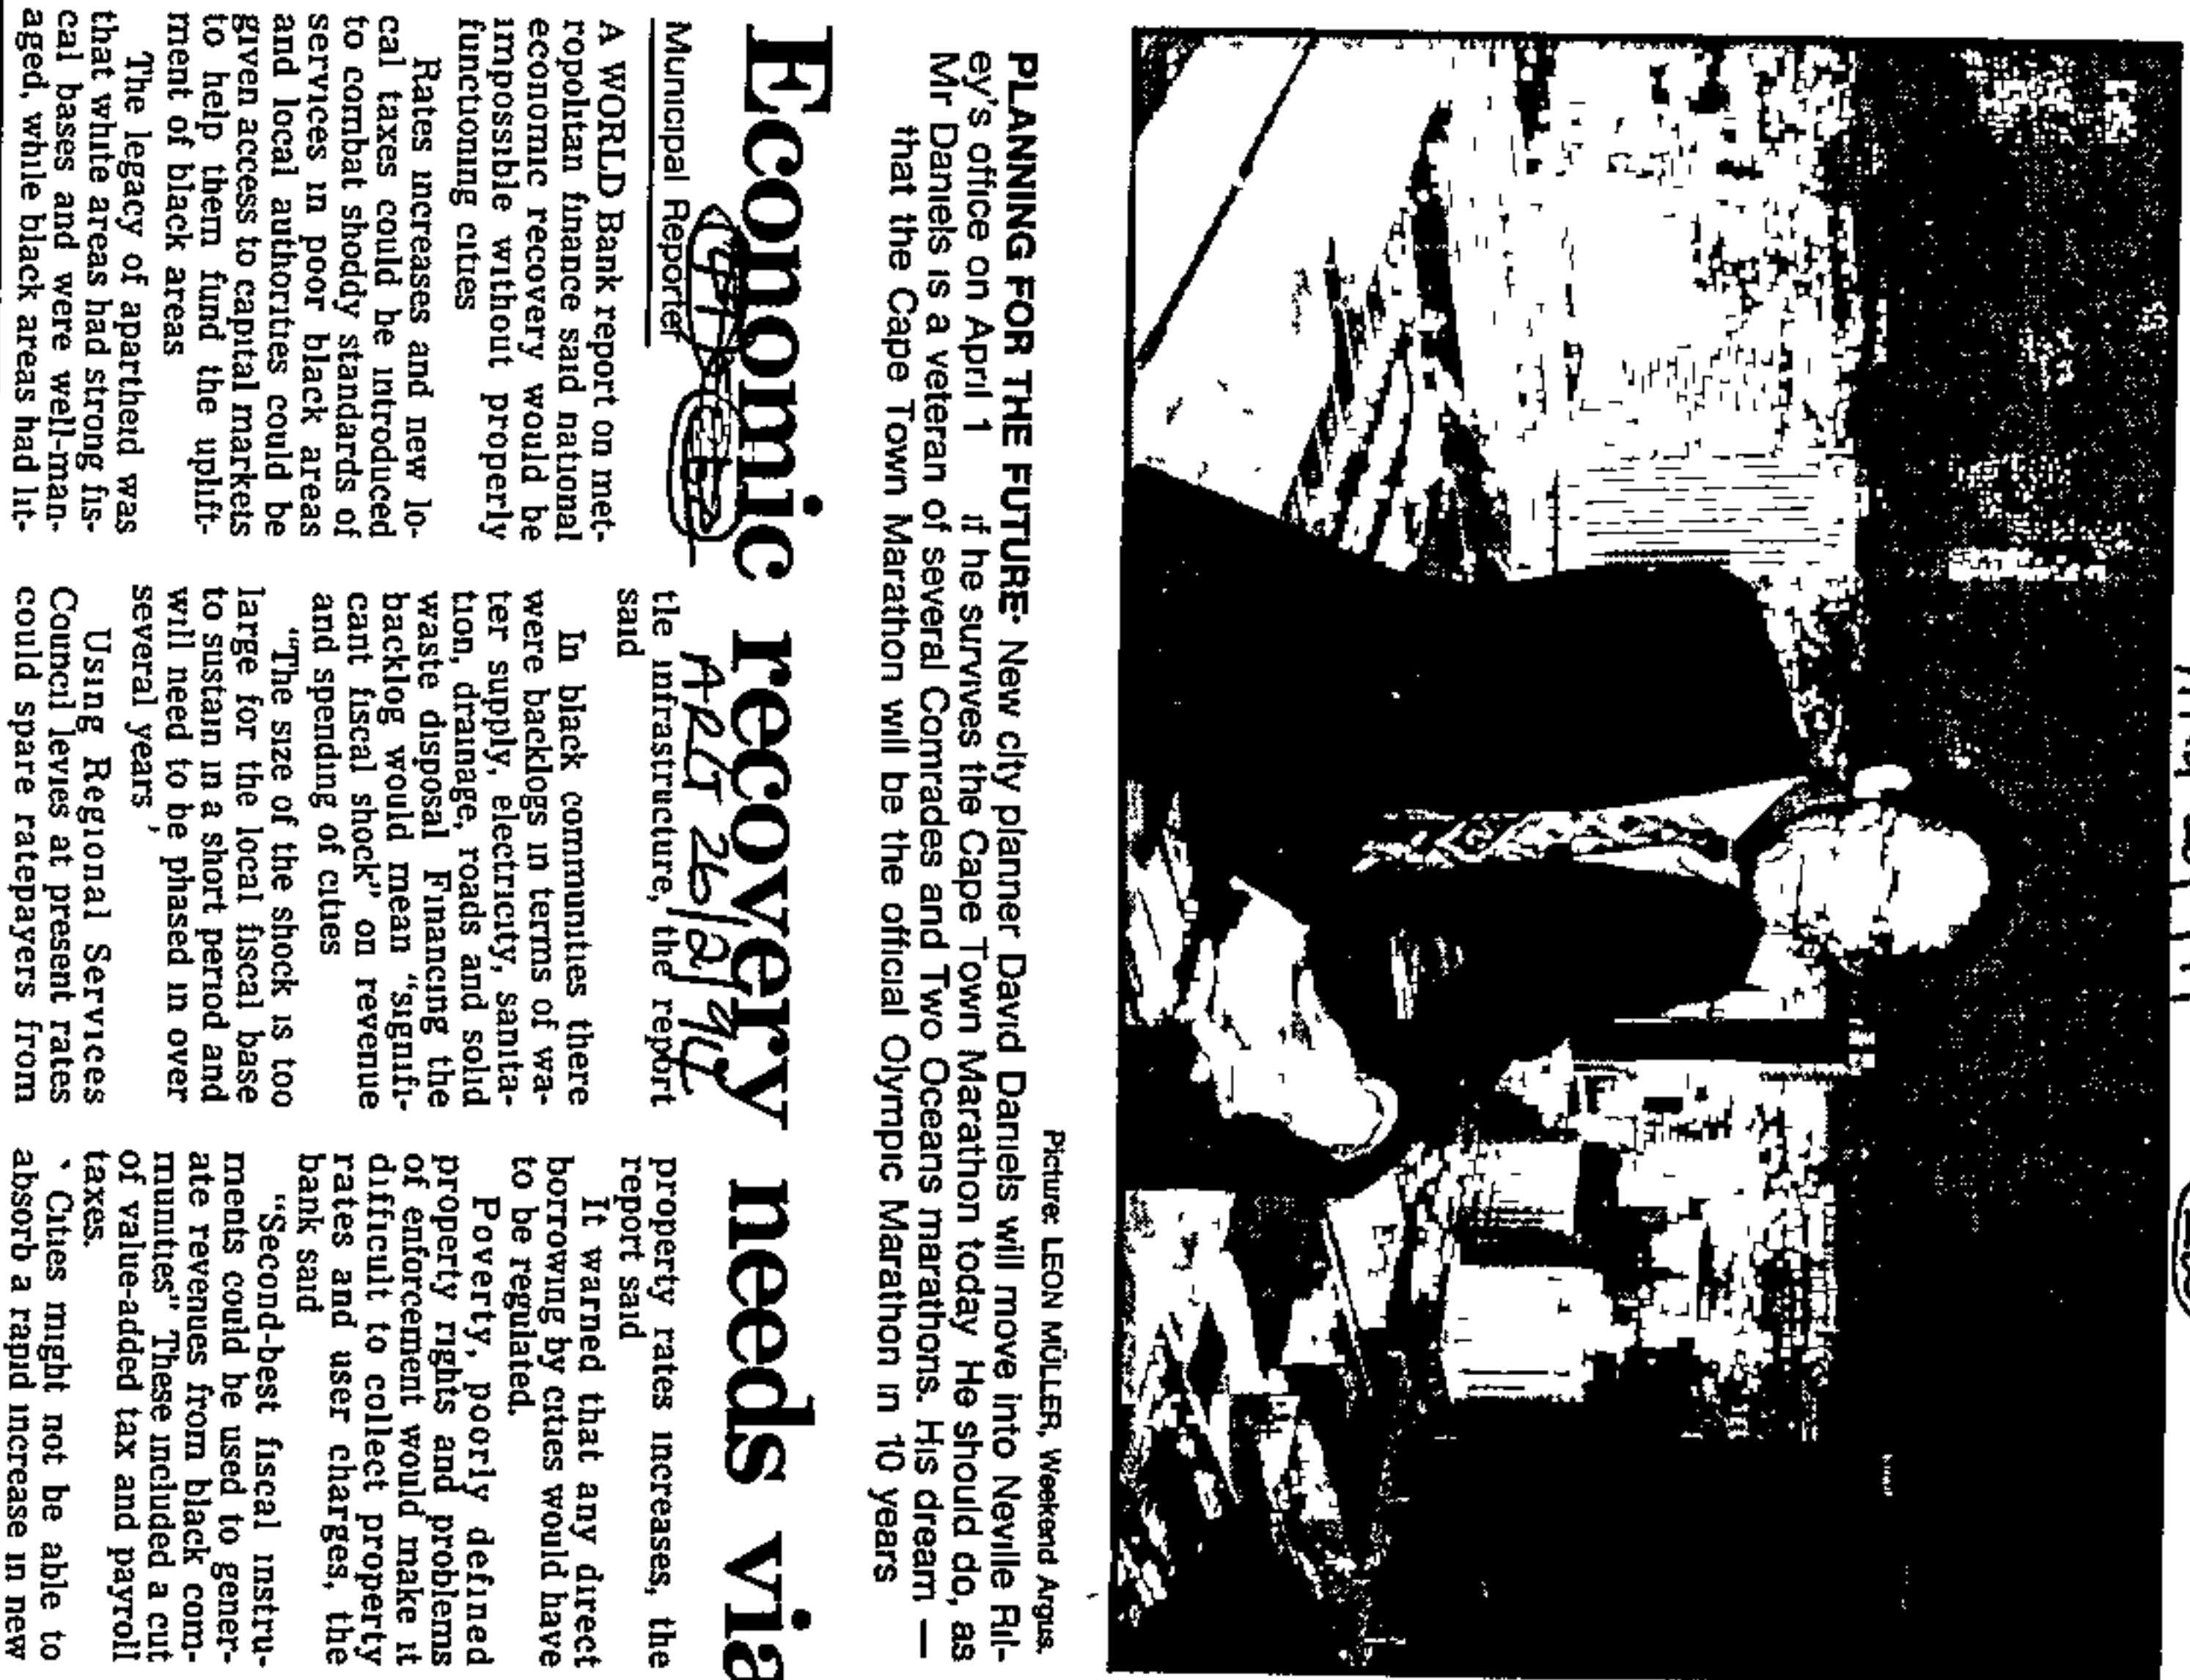 Picture: LEON MÜLLER, Weekend Argus.
PLANNING FOR THE FUTURE· New city planner David Daniels will move into Neville Ril-
ey's office on April 1 if he survives the Cape Town Marathon today He should do, as
Mr Daniels is a veteran of several Comrades and Two Oceans marathons. His dream —
that the Cape Town Marathon will be the official Olympic Marathon in 10 years
Economic recovery needs via
ARG 26/2/94
Municipal Reporter
A WORLD Bank report on met-
ropolitan finance said national
economic recovery would be
impossible without properly
functioning cities
Rates increases and new lo-
cal taxes could be introduced
to combat shoddy standards of
services in poor black areas
and local authorities could be
given access to capital markets
to help them fund the uplift-
ment of black areas
The legacy of apartheid was
that white areas had strong fis-
cal bases and were well-man-
aged, while black areas had lit-
tle infrastructure, the report
said
In black communities there
were backlogs in terms of wa-
ter supply, electricity, sanita-
tion, drainage, roads and solid
waste disposal Financing the
backlog would mean "signifi-
cant fiscal shock" on revenue
and spending of cities
"The size of the shock is too
large for the local fiscal base
to sustain in a short period and
will need to be phased in over
several years '
Using Regional Services
Council levies at present rates
could spare ratepayers from
property rates increases, the
report said
It warned that any direct
borrowing by cities would have
to be regulated.
Poverty, poorly defined
property rights and problems
of enforcement would make it
difficult to collect property
rates and user charges, the
bank said
"Second-best fiscal instru-
ments could be used to gener-
ate revenues from black com-
munities" These included a cut
of value-added tax and payroll
taxes.
Cities might not be able to
absorb a rapid increase in new